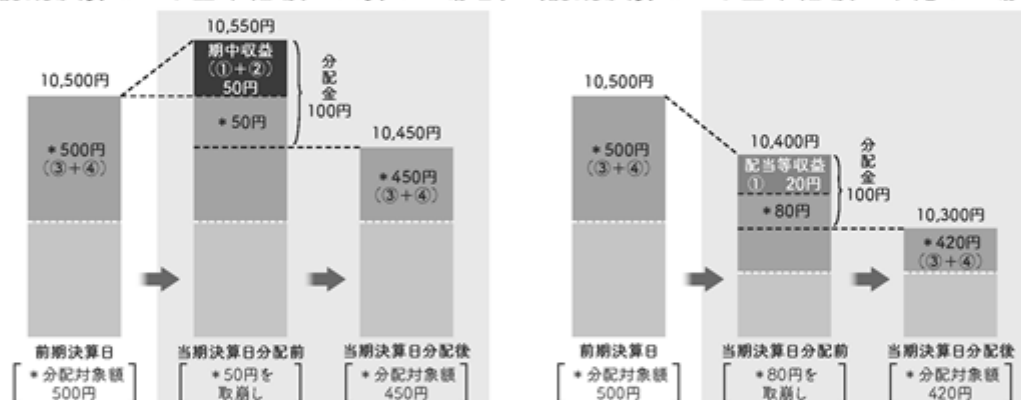 10,500円
*500円
(③+④)
10,550円
期中収益
(①+②)
50円
*50円
分配金
100円
10,450円
*450円
(③+④)
前期決算日
*分配対象額
500円
当期決算日分配前
*50円を
取崩し
当期決算日分配後
*分配対象額
450円
10,500円
*500円
(③+④)
10,400円
配当等収益
① 20円
*80円
分配金
100円
10,300円
*420円
(③+④)
前期決算日
*分配対象額
500円
当期決算日分配前
*80円を
取崩し
当期決算日分配後
*分配対象額
420円